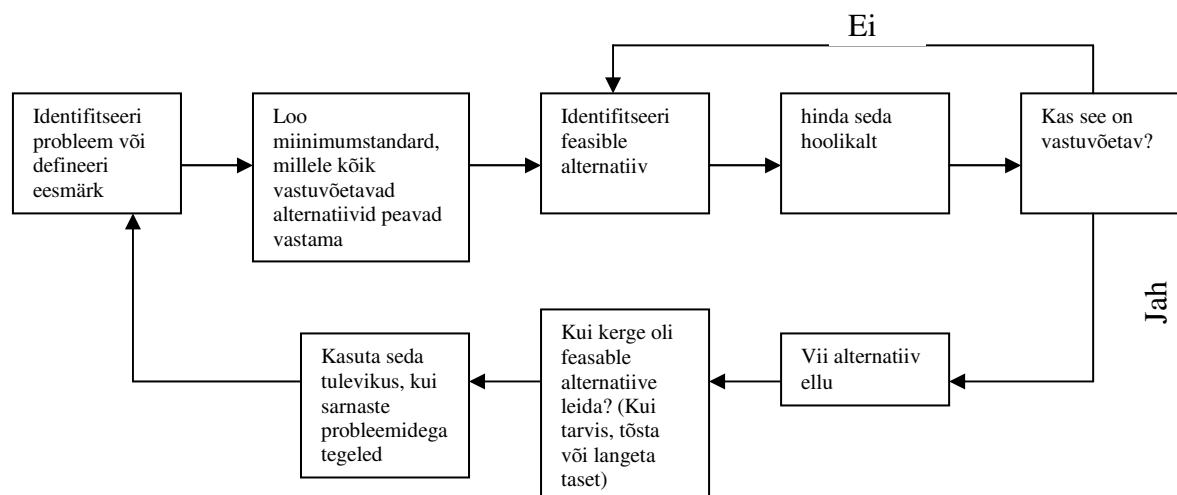 Ei
Identifitseeri
probleem või
defineeri
eesmärk
Loo
miinimumstandard,
millele kõik
vastuvõetavad
alternatiivid peavad
vastama
Identifitseeri
feasible
alternatiiv
hinda seda
hoolikalt
Kas see on
vastuvõetav?
Jah
Vii alternatiiv
ellu
Kui kerge oli
feasable
alternatiive
leida? (Kui
tarvis, tõsta
või langeta
taset)
Kasuta seda
tulevikus, kui
sarnaste
probleemidega
tegeled